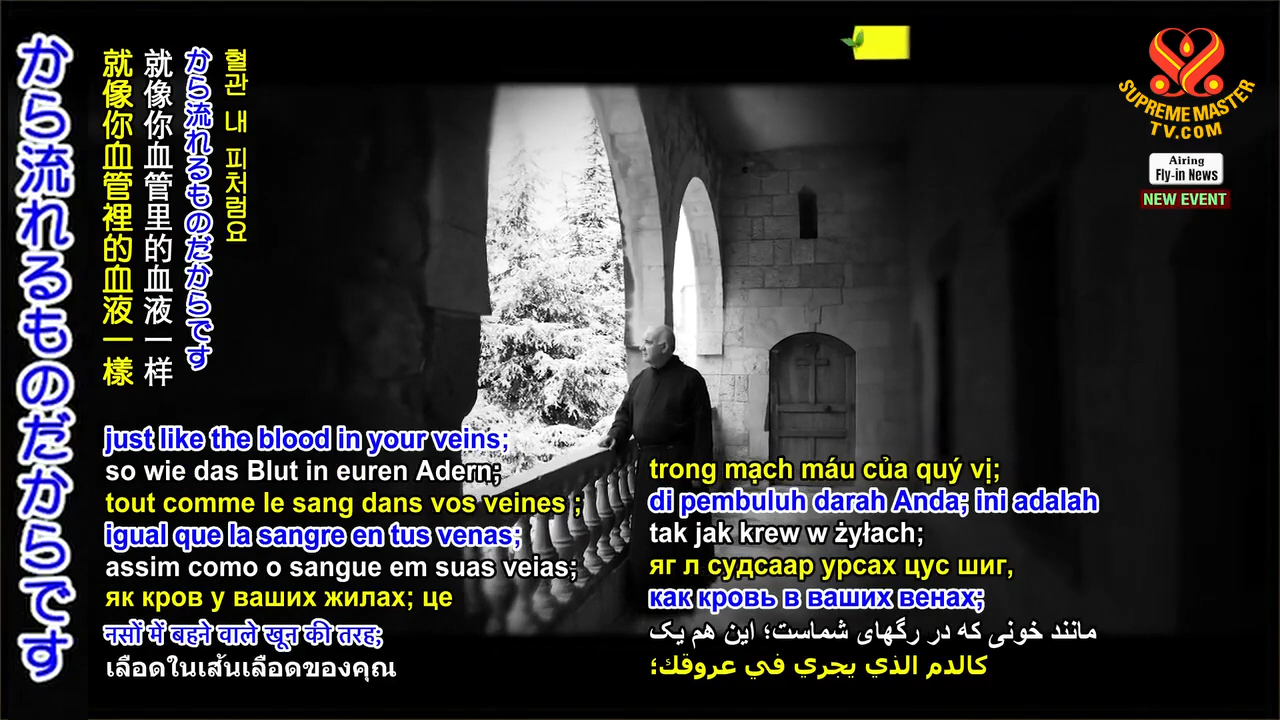 から流れるものだからです
就像你血管裡的血液一樣
就像你血管里的血液一样
から流れるものだからです
혈관 내 피처럼요
SUPREME MASTER
TV.COM
Airing
Fly-in News
NEW EVENT
just like the blood in your veins;
so wie das Blut in euren Adern;
tout comme le sang dans vos veines ;
igual que la sangre en tus venas;
assim como o sangue em suas veias;
як кров у ваших жилах; це
नसों में बहने वाले खून की तरह;
เลือดในเส้นเลือดของคุณ
trong mạch máu của quý vị;
di pembuluh darah Anda; ini adalah
tak jak krew w żyłach;
яг л судсаар урсах цус шиг,
как кровь в ваших венах;
مانند خونی که در رگهای شماست؛ این هم یک
كالدم الذي يجري في عروقك؛